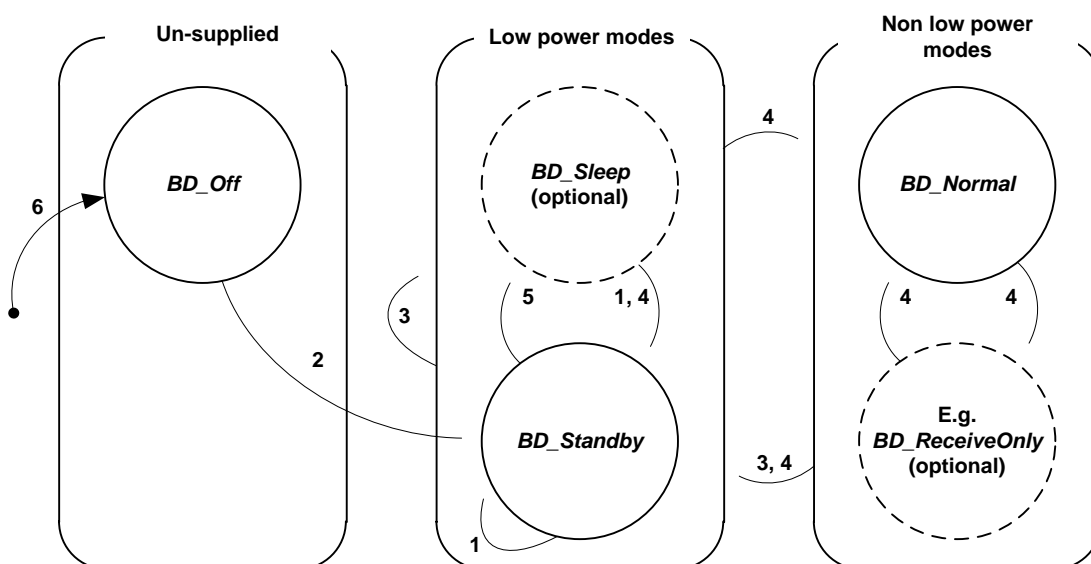 Un-supplied
Low power modes
Non low power
modes
BD_Off
BD_Sleep
(optional)
BD_Normal
4
6
5
1, 4
4
4
3
2
BD_Standby
E.g.
BD_ReceiveOnly
(optional)
3, 4
1